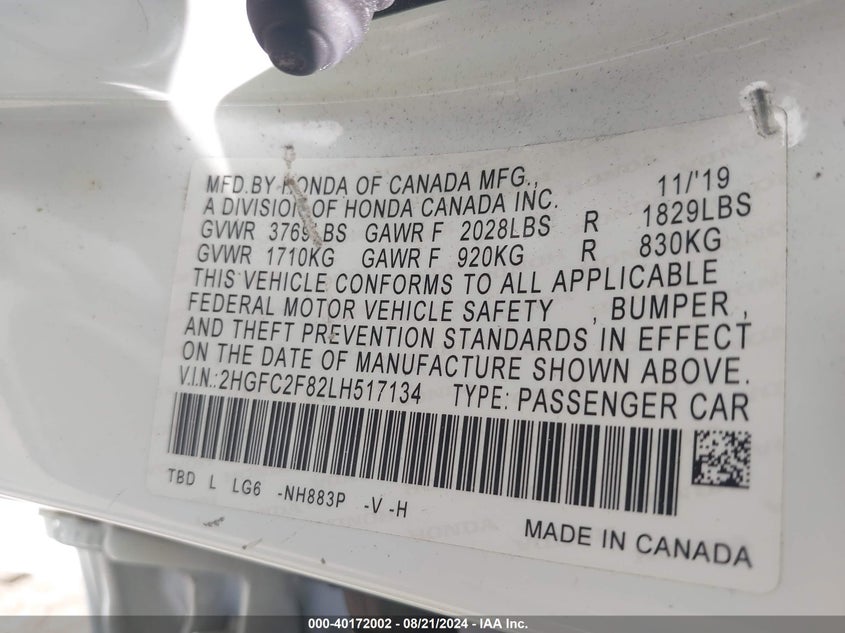 MFD.BY HONDA OF CANADA MFG., 11/'19
A DIVISION OF HONDA CANADA INC.
GVWR 3769LBS GAWR F 2028LBS R 1829LBS
GVWR 1710KG GAWR F 920KG R 830KG
THIS VEHICLE CONFORMS TO ALL APPLICABLE
FEDERAL MOTOR VEHICLE SAFETY , BUMPER ,
AND THEFT PREVENTION STANDARDS IN EFFECT
ON THE DATE OF MANUFACTURE SHOWN ABOVE.
V.I.N.:2HGFC2F82LH517134 TYPE: PASSENGER CAR
TBD L LG6 -NH883P -V -H
MADE IN CANADA
000-40172002 / 08/21/2024 - IAA Inc.